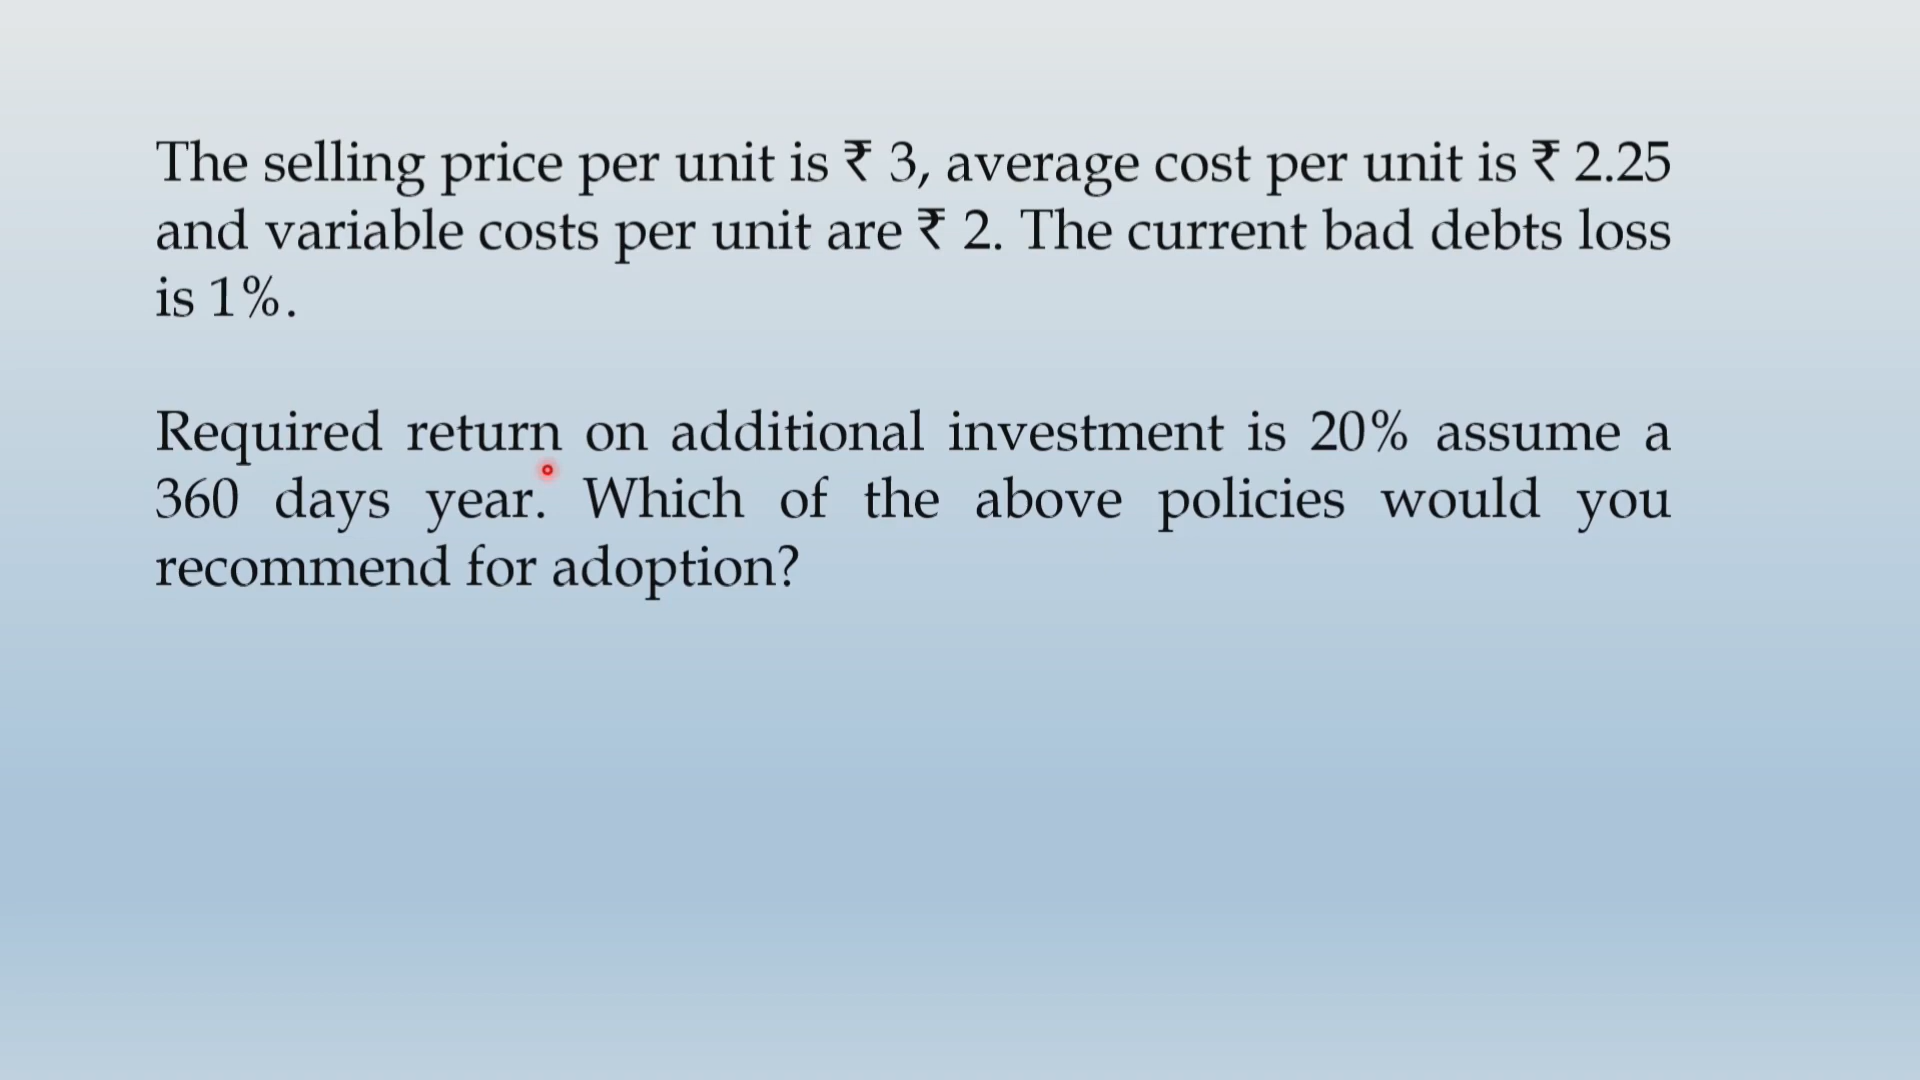 The selling price per unit is ₹ 3, average cost per unit is ₹ 2.25
and variable costs per unit are ₹ 2. The current bad debts loss
is 1%.
Required return on additional investment is 20% assume a
360 days year. Which of the above policies would you
recommend for adoption?